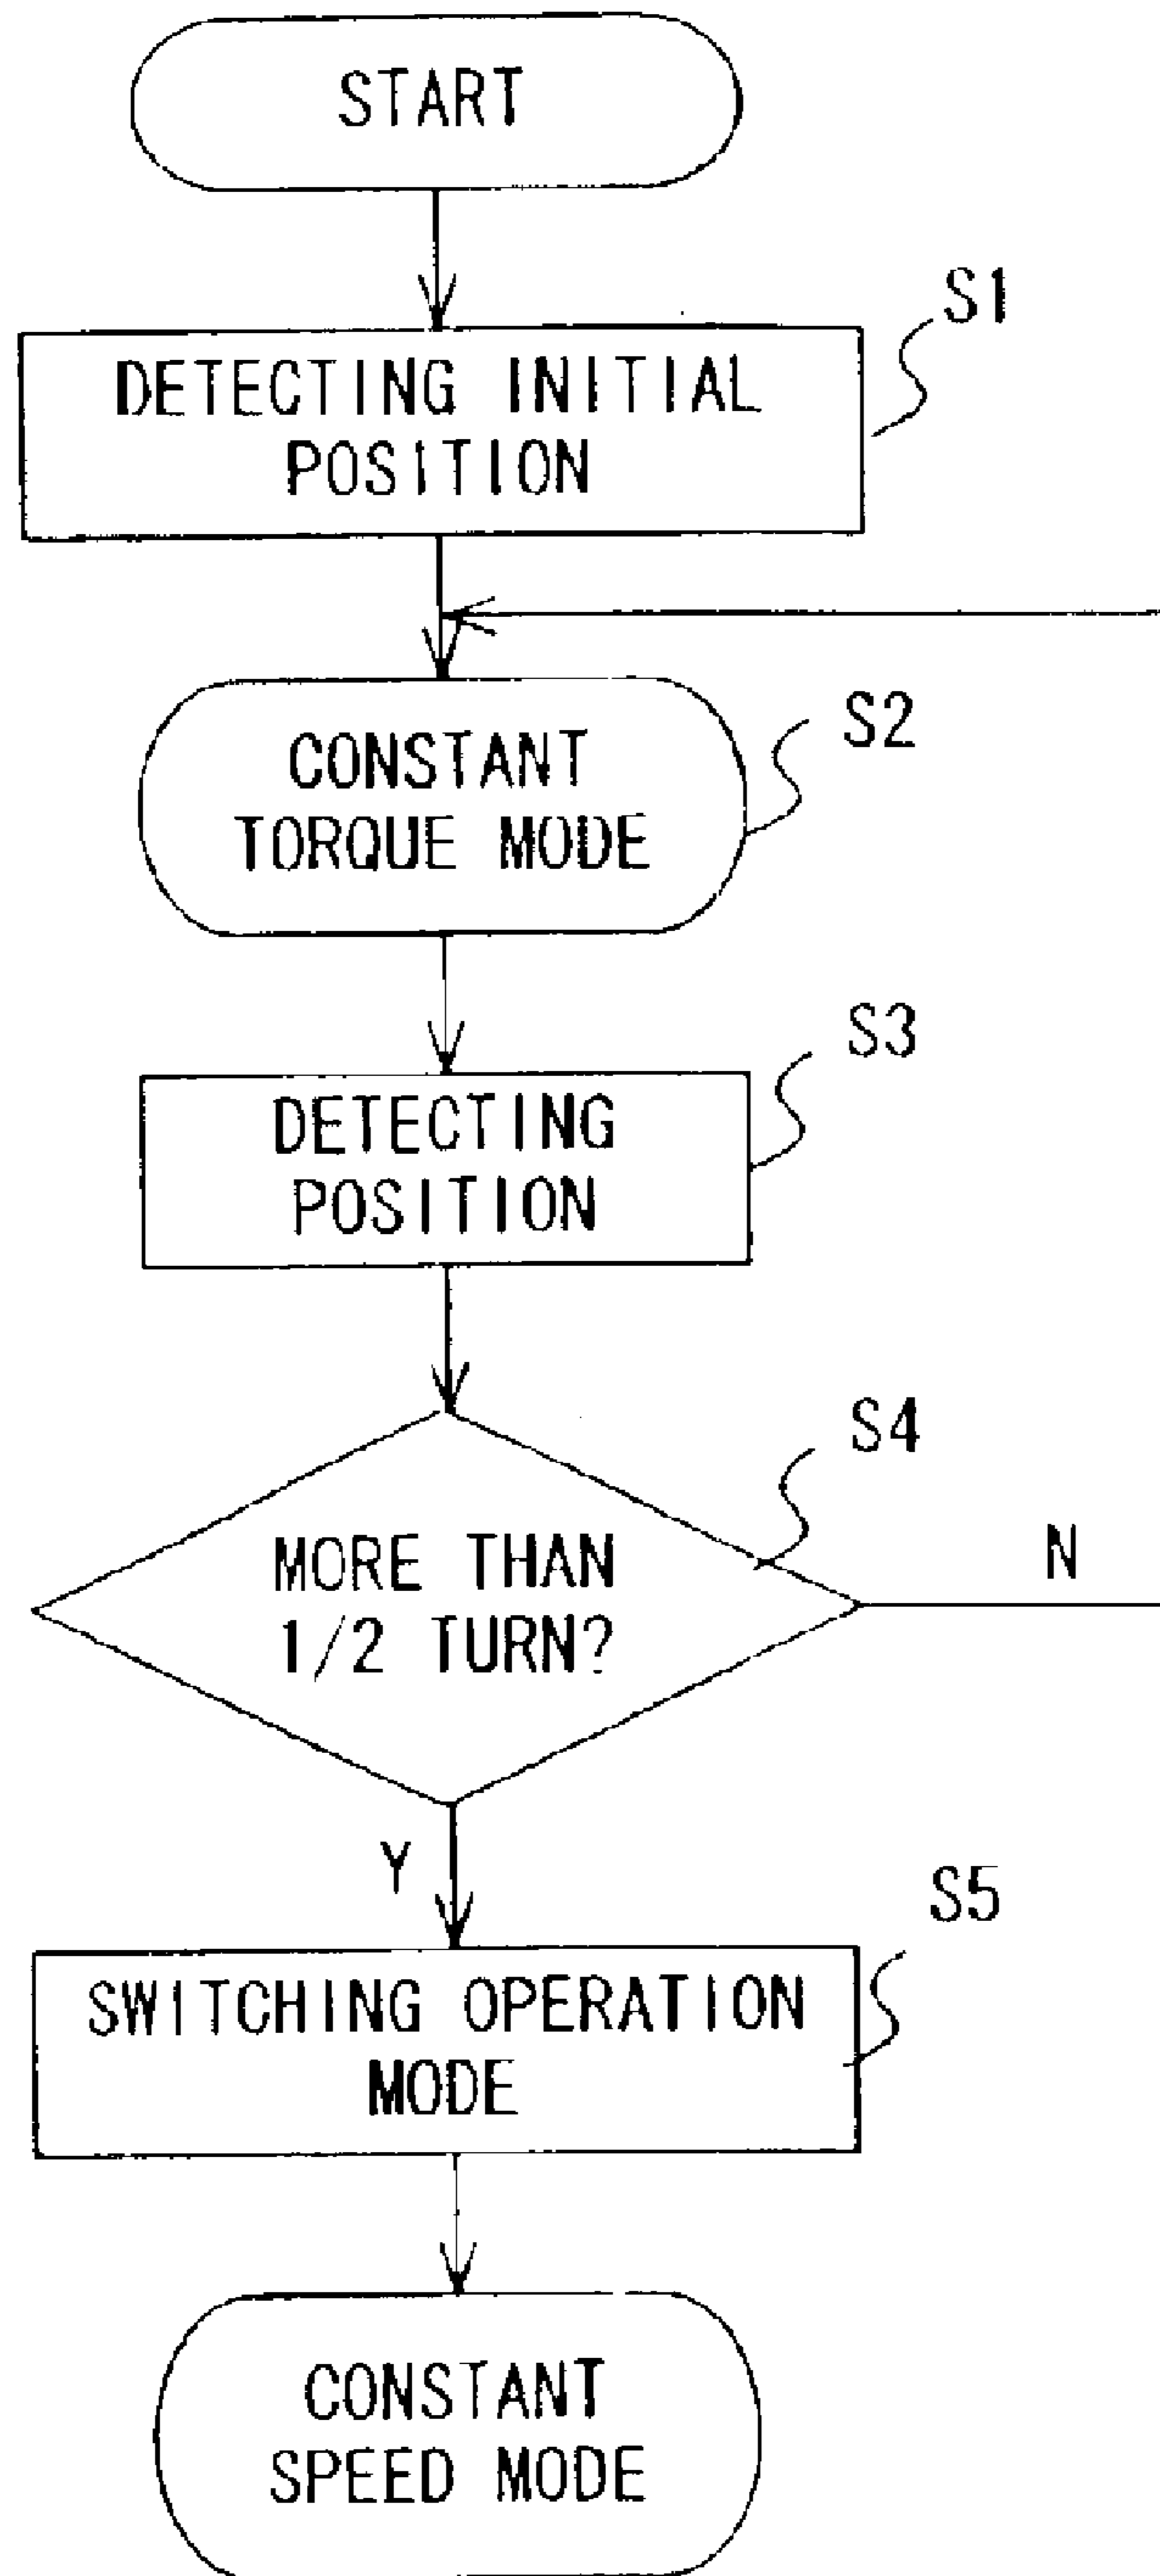 START
S1
DETECTING INITIAL
POSITION
S2
CONSTANT
TORQUE MODE
S3
DETECTING
POSITION
S4
MORE THAN
1/2 TURN?
N
Y
S5
SWITCHING OPERATION
MODE
CONSTANT
SPEED MODE